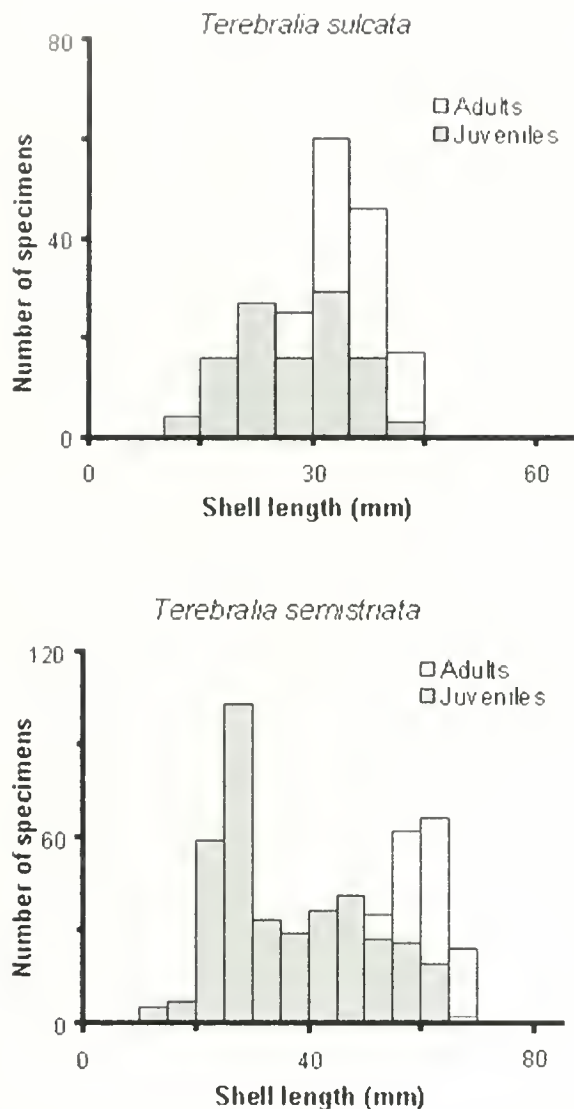 Terebralia sulcata
80
Adults
Juveniles
Number of specimens
40
0
0 30 60
Shell length (mm)
Terebralia semistriata
120
Adults
Juveniles
Number of specimens
60
0
0 40 80
Shell length (mm)